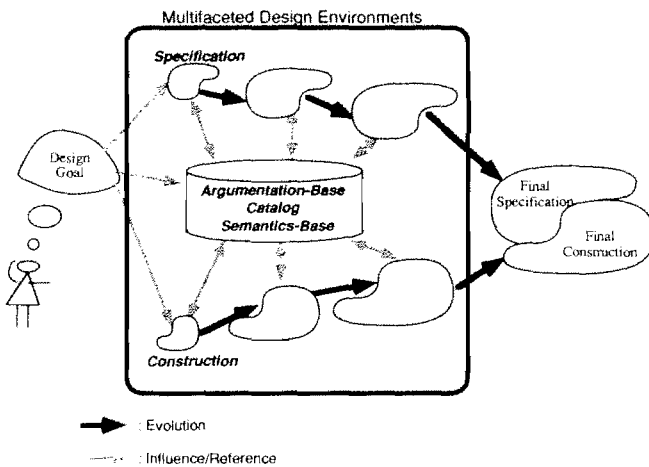 Multifaceted Design Environments
Specification
Design
Goal
Argumentation-Base
Catalog
Semantics-Base
Final
Specification
Final
Construction
Construction
: Evolution
: Influence/Reference